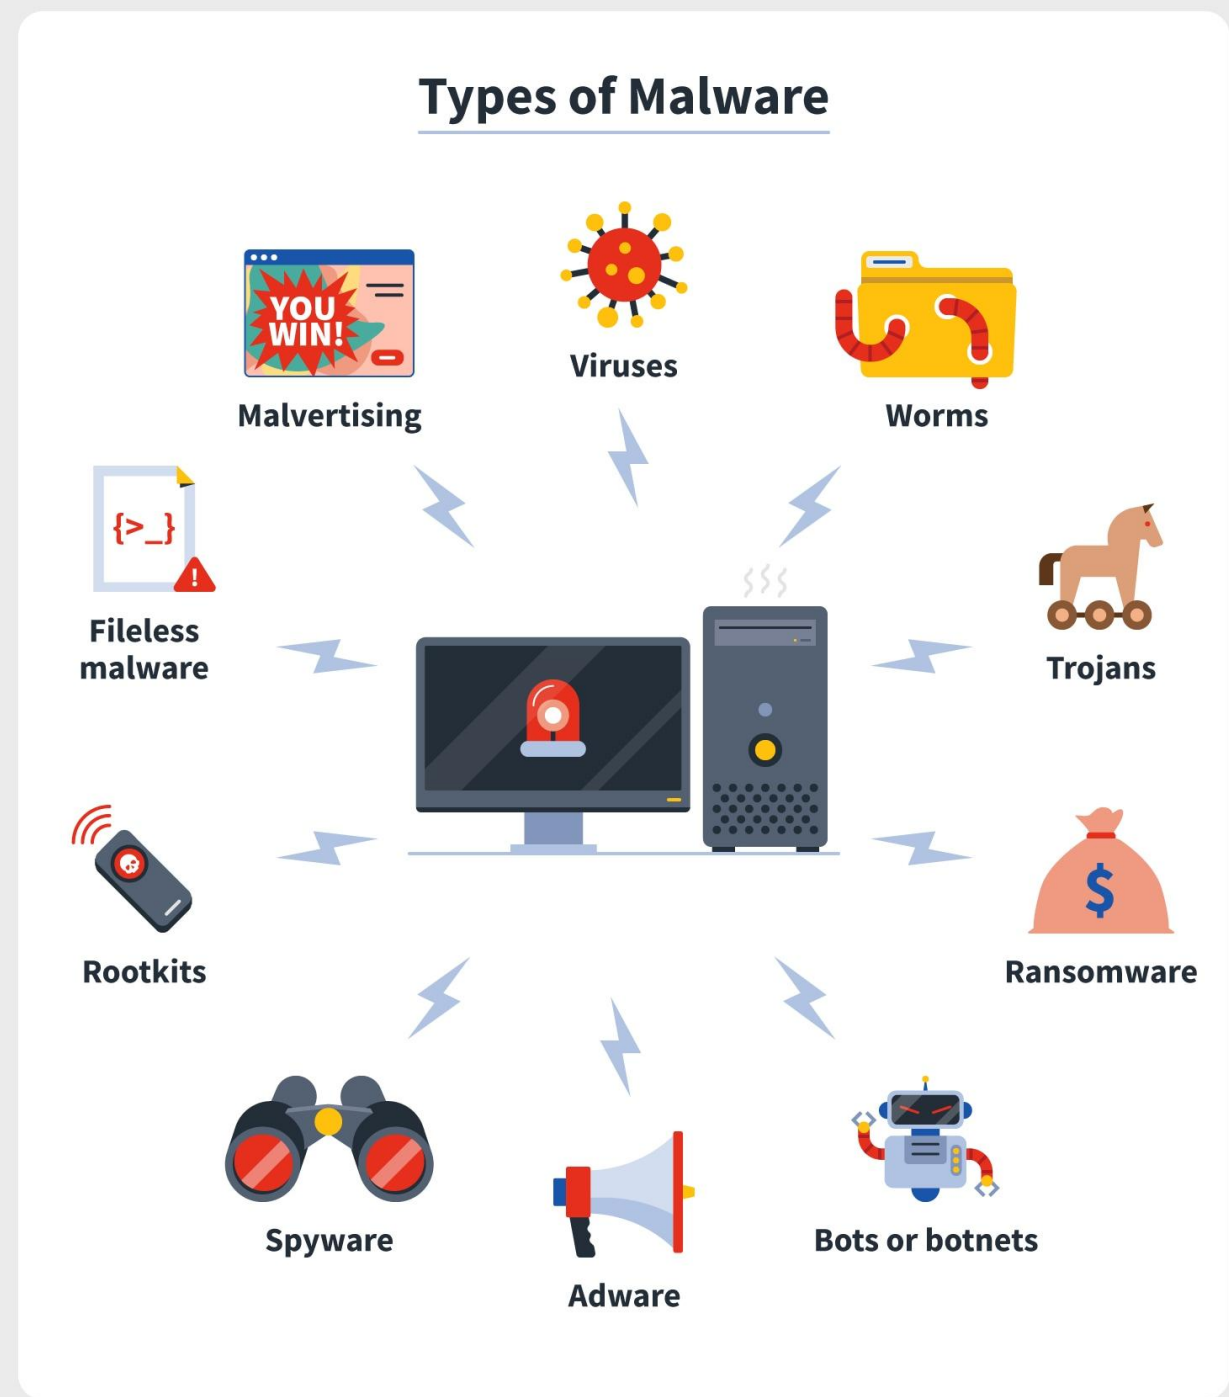 Types of Malware
YOU
WIN!
Malvertising
Viruses
Worms
{>_}
!
Fileless
malware
Trojans
Rootkits
$
Ransomware
Spyware
Adware
Bots or botnets